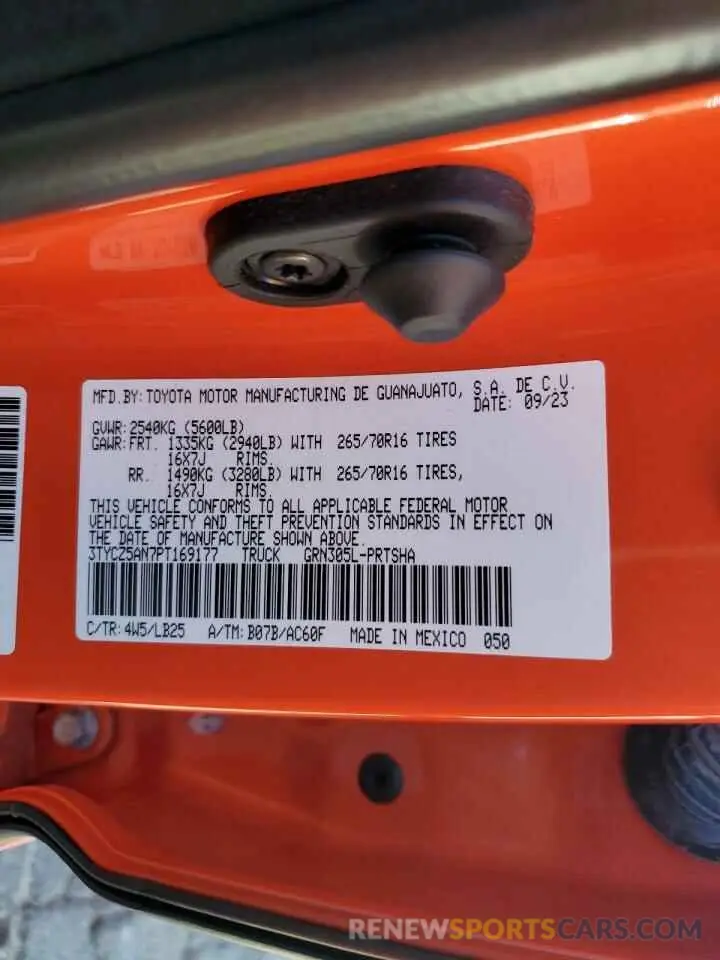 MFD. BY: TOYOTA MOTOR MANUFACTURING DE GUANAJUATO, S.A. DE C.V.
DATE: 09/23
GVWR: 2540KG (5600LB)
GAWR: FRT. 1335KG (2940LB) WITH 265/70R16 TIRES
16X7J RIMS.
RR. 1490KG (3280LB) WITH 265/70R16 TIRES,
16X7J RIMS.
THIS VEHICLE CONFORMS TO ALL APPLICABLE FEDERAL MOTOR
VEHICLE SAFETY AND THEFT PREVENTION STANDARDS IN EFFECT ON
THE DATE OF MANUFACTURE SHOWN ABOVE.
3TYCZ5AN7PT169177 TRUCK GRN305L-PRTSHA
C/TR: 4W5/LB25 A/TM: B07B/AC60F MADE IN MEXICO 050
RENEWSPORTSCARS.COM